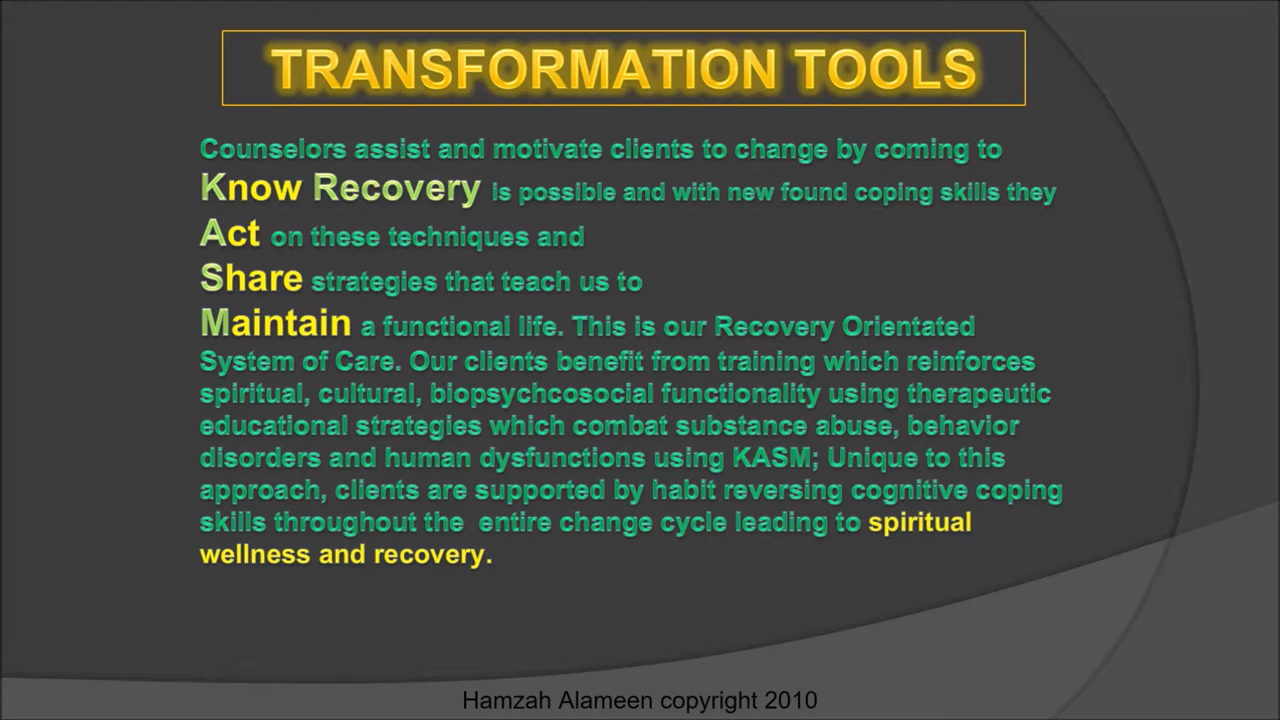 TRANSFORMATION TOOLS
Counselors assist and motivate clients to change by coming to
Know Recovery is possible and with new found coping skills they
Act on these techniques and
Share strategies that teach us to
Maintain a functional life. This is our Recovery Orientated
System of Care. Our clients benefit from training which reinforces
spiritual, cultural, biopsychcosocial functionality using therapeutic
educational strategies which combat substance abuse, behavior
disorders and human dysfunctions using KASM; Unique to this
approach, clients are supported by habit reversing cognitive coping
skills throughout the entire change cycle leading to spiritual
wellness and recovery.
Hamzah Alameen copyright 2010